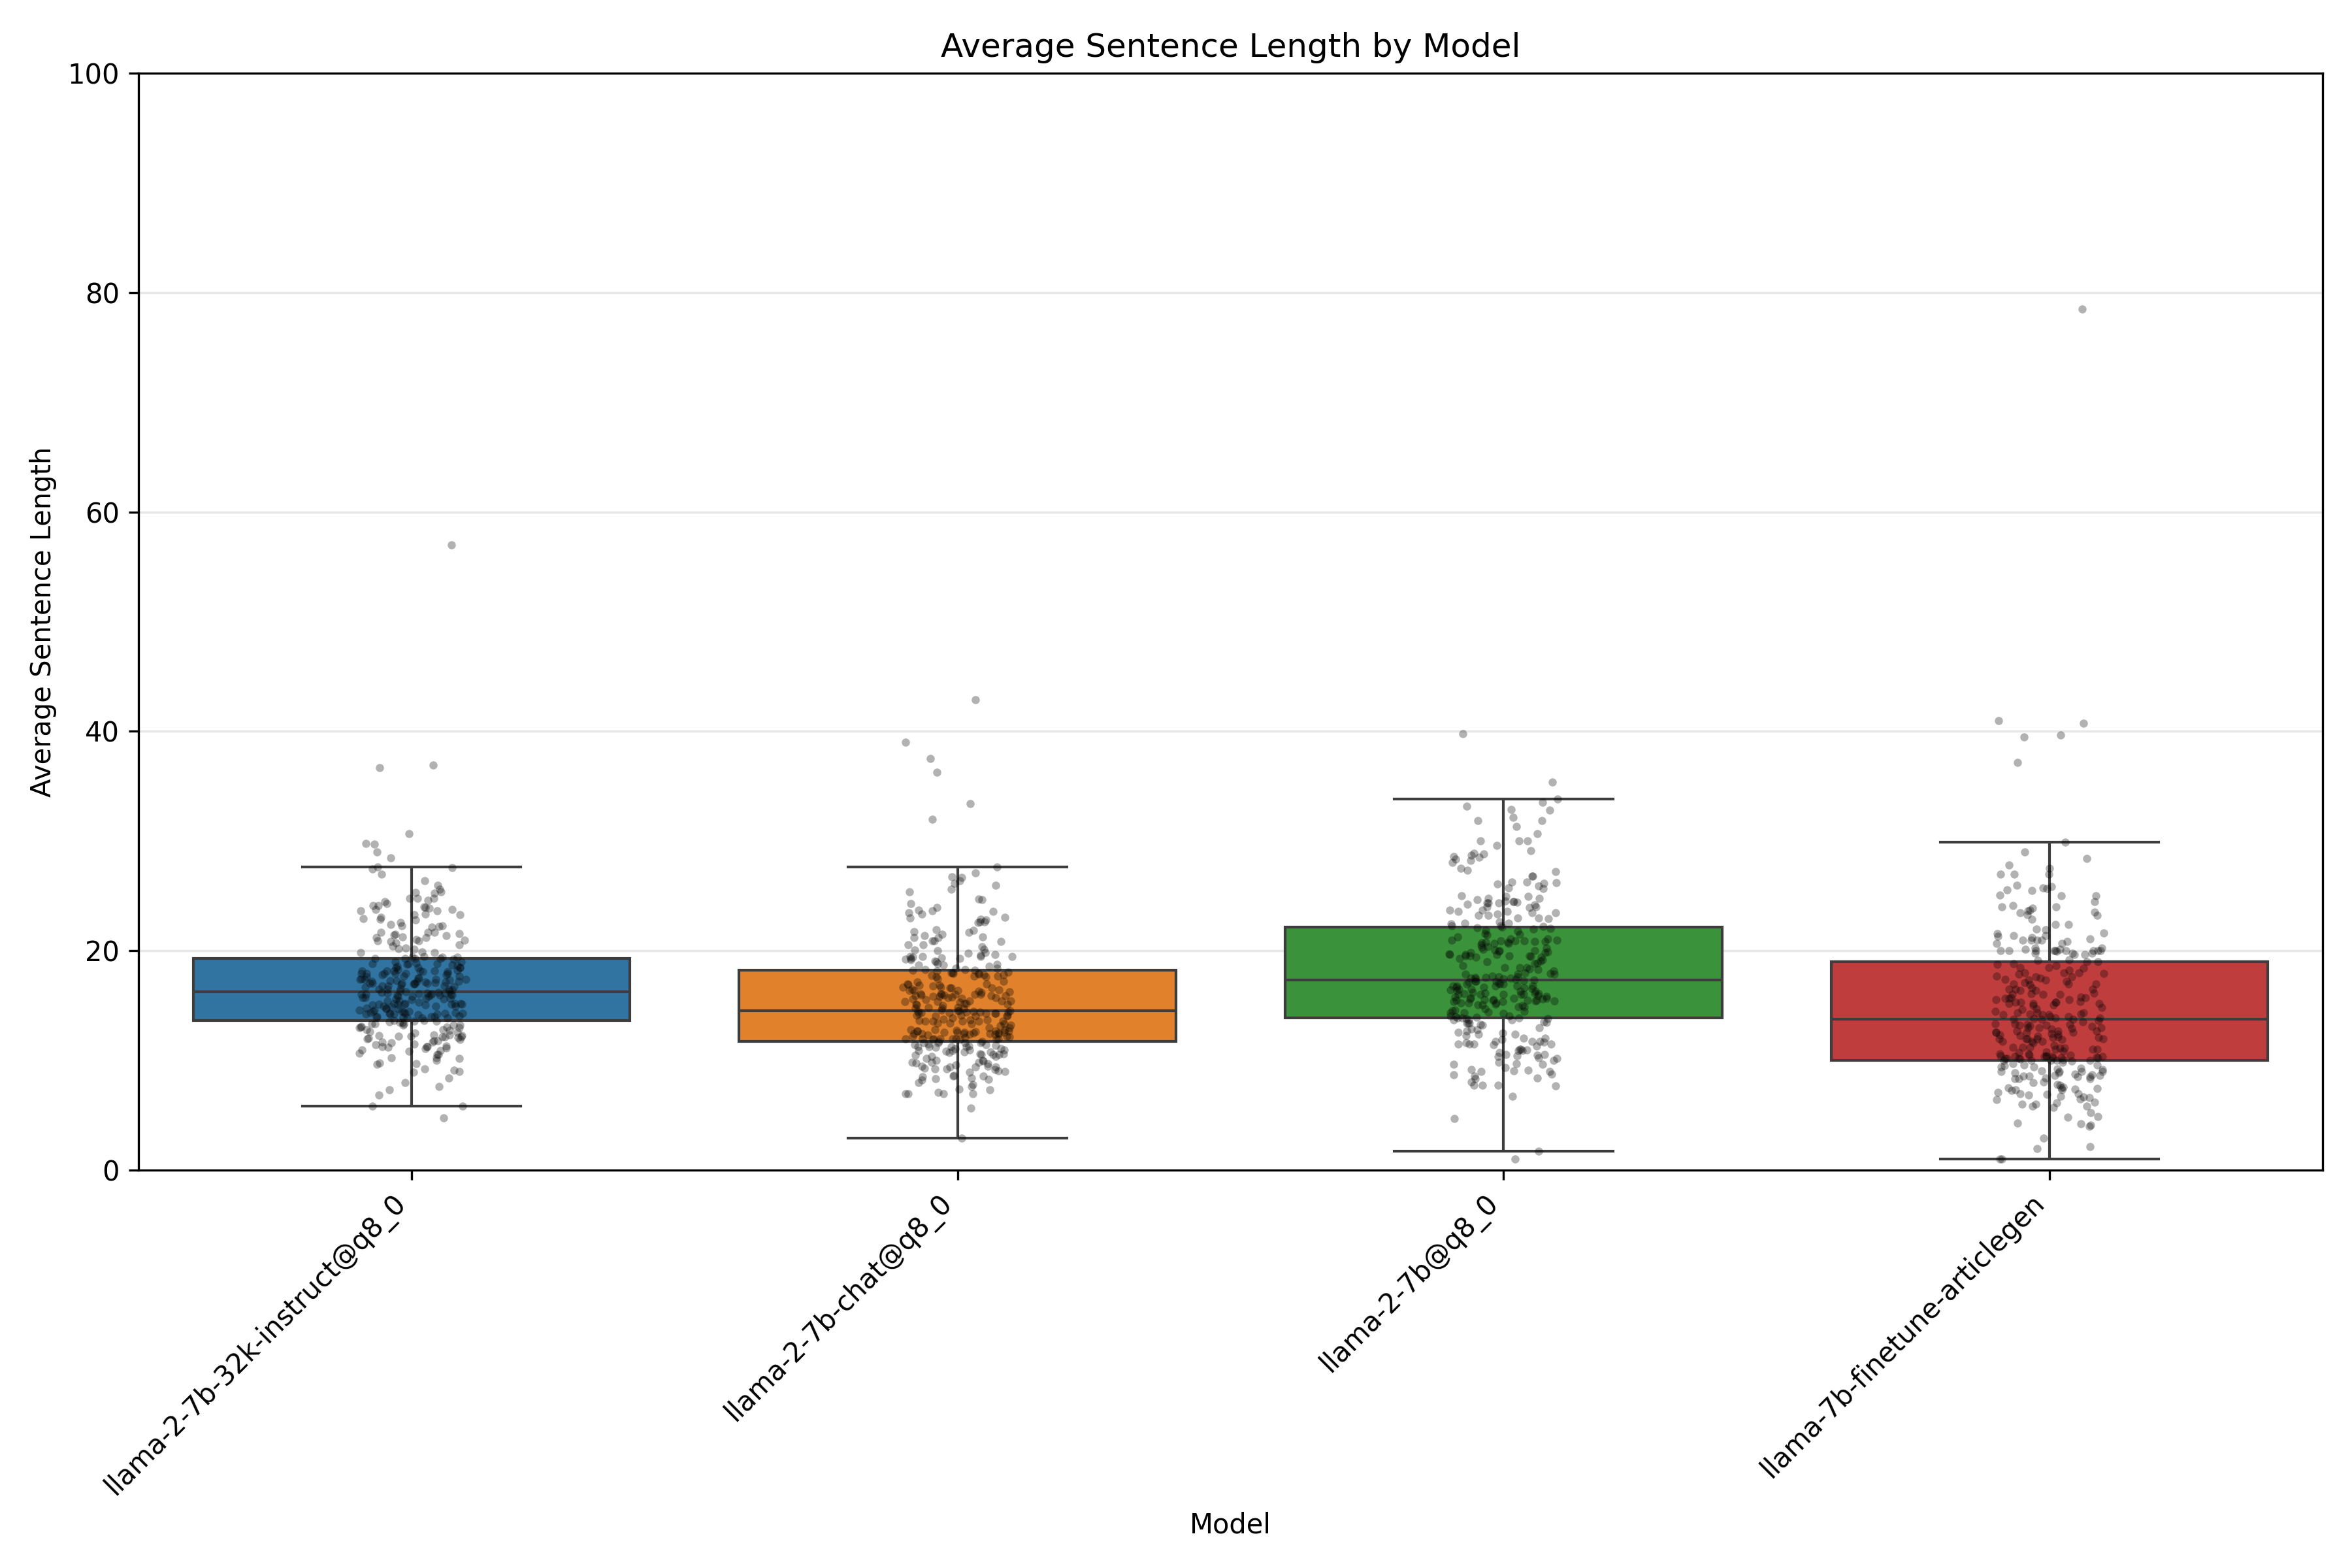 Average Sentence Length by Model
Average Sentence Length
100
80
60
40
20
0
llama-2-7b-32k-instruct@q8_0
llama-2-7b-chat@q8_0
llama-2-7b@q8_0
llama-7b-finetune-articlegen
Model